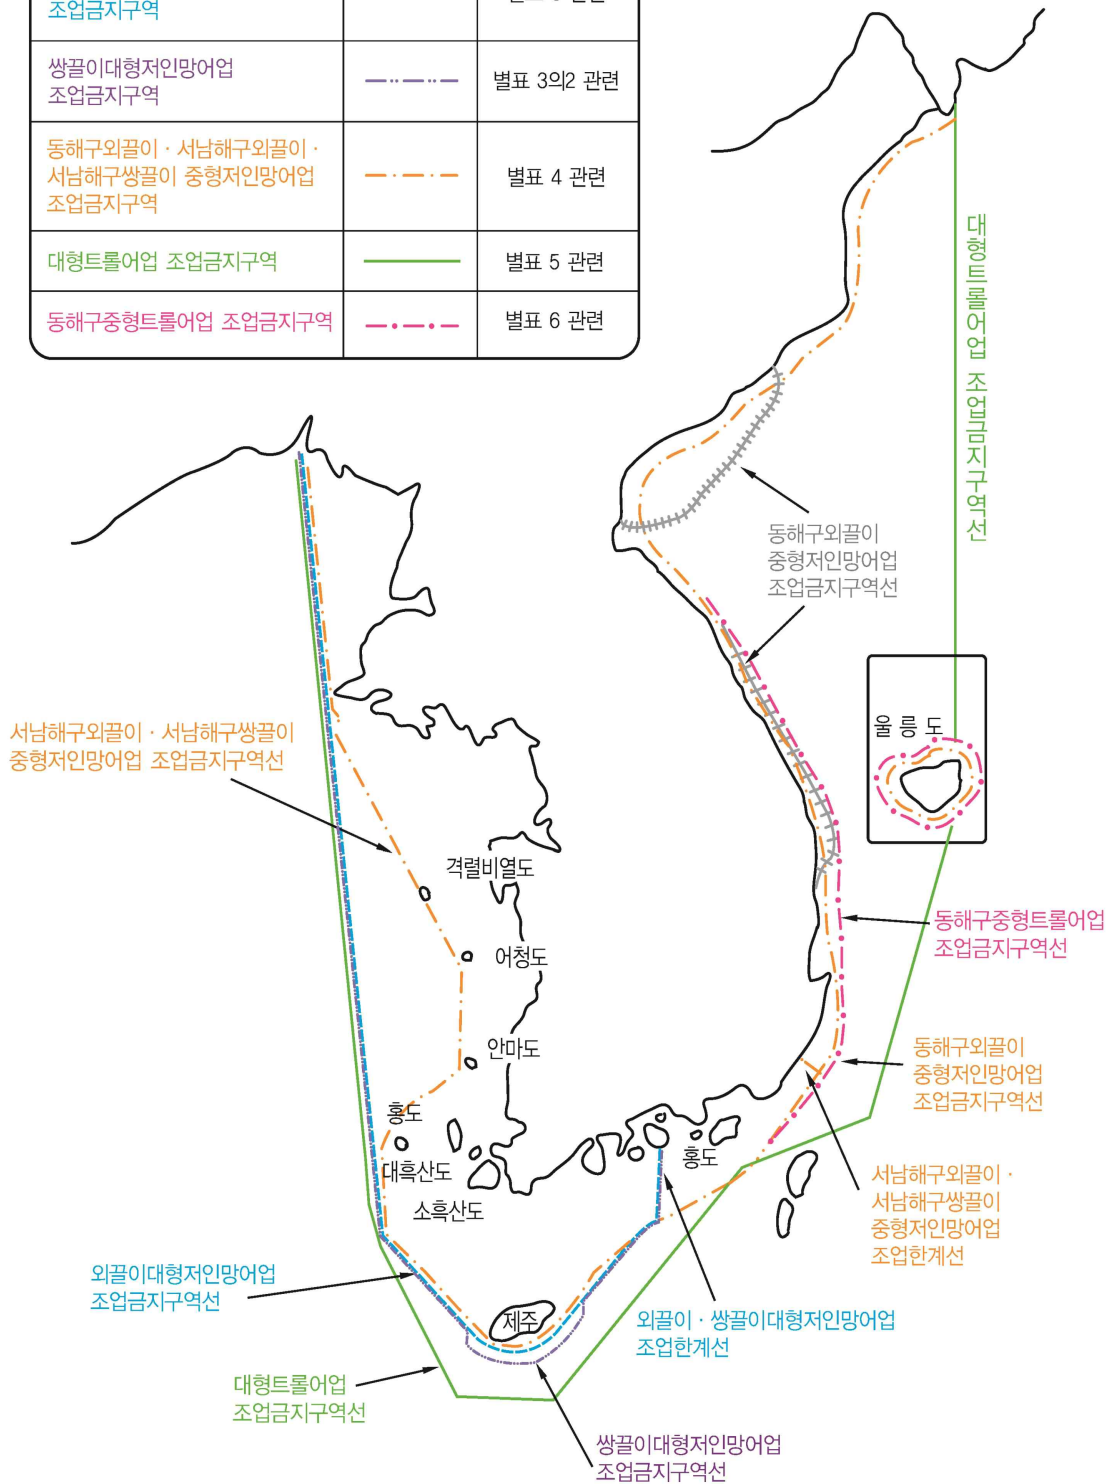 조업금지구역
쌍끌이대형저인망어업
조업금지구역
별표 3의2 관련
동해구외끌이 · 서남해구외끌이 ·
서남해구쌍끌이 중형저인망어업
조업금지구역
별표 4 관련
대형트롤어업 조업금지구역
별표 5 관련
동해구중형트롤어업 조업금지구역
별표 6 관련
대형트롤어업 조업금지구역선
동해구외끌이
중형저인망어업
조업금지구역선
울릉도
서남해구외끌이 · 서남해구쌍끌이
중형저인망어업 조업금지구역선
격렬비열도
어청도
안마도
홍도
대흑산도
소흑산도
홍도
제주
동해구중형트롤어업
조업금지구역선
동해구외끌이
중형저인망어업
조업금지구역선
서남해구외끌이 ·
서남해구쌍끌이
중형저인망어업
조업한계선
외끌이대형저인망어업
조업금지구역선
외끌이 · 쌍끌이대형저인망어업
조업한계선
대형트롤어업
조업금지구역선
쌍끌이대형저인망어업
조업금지구역선